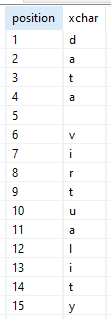 position xchar
1 d
2 a
3 t
4 a
5
6 v
7 i
8 r
9 t
10 u
11 a
12 l
13 i
14 t
15 y